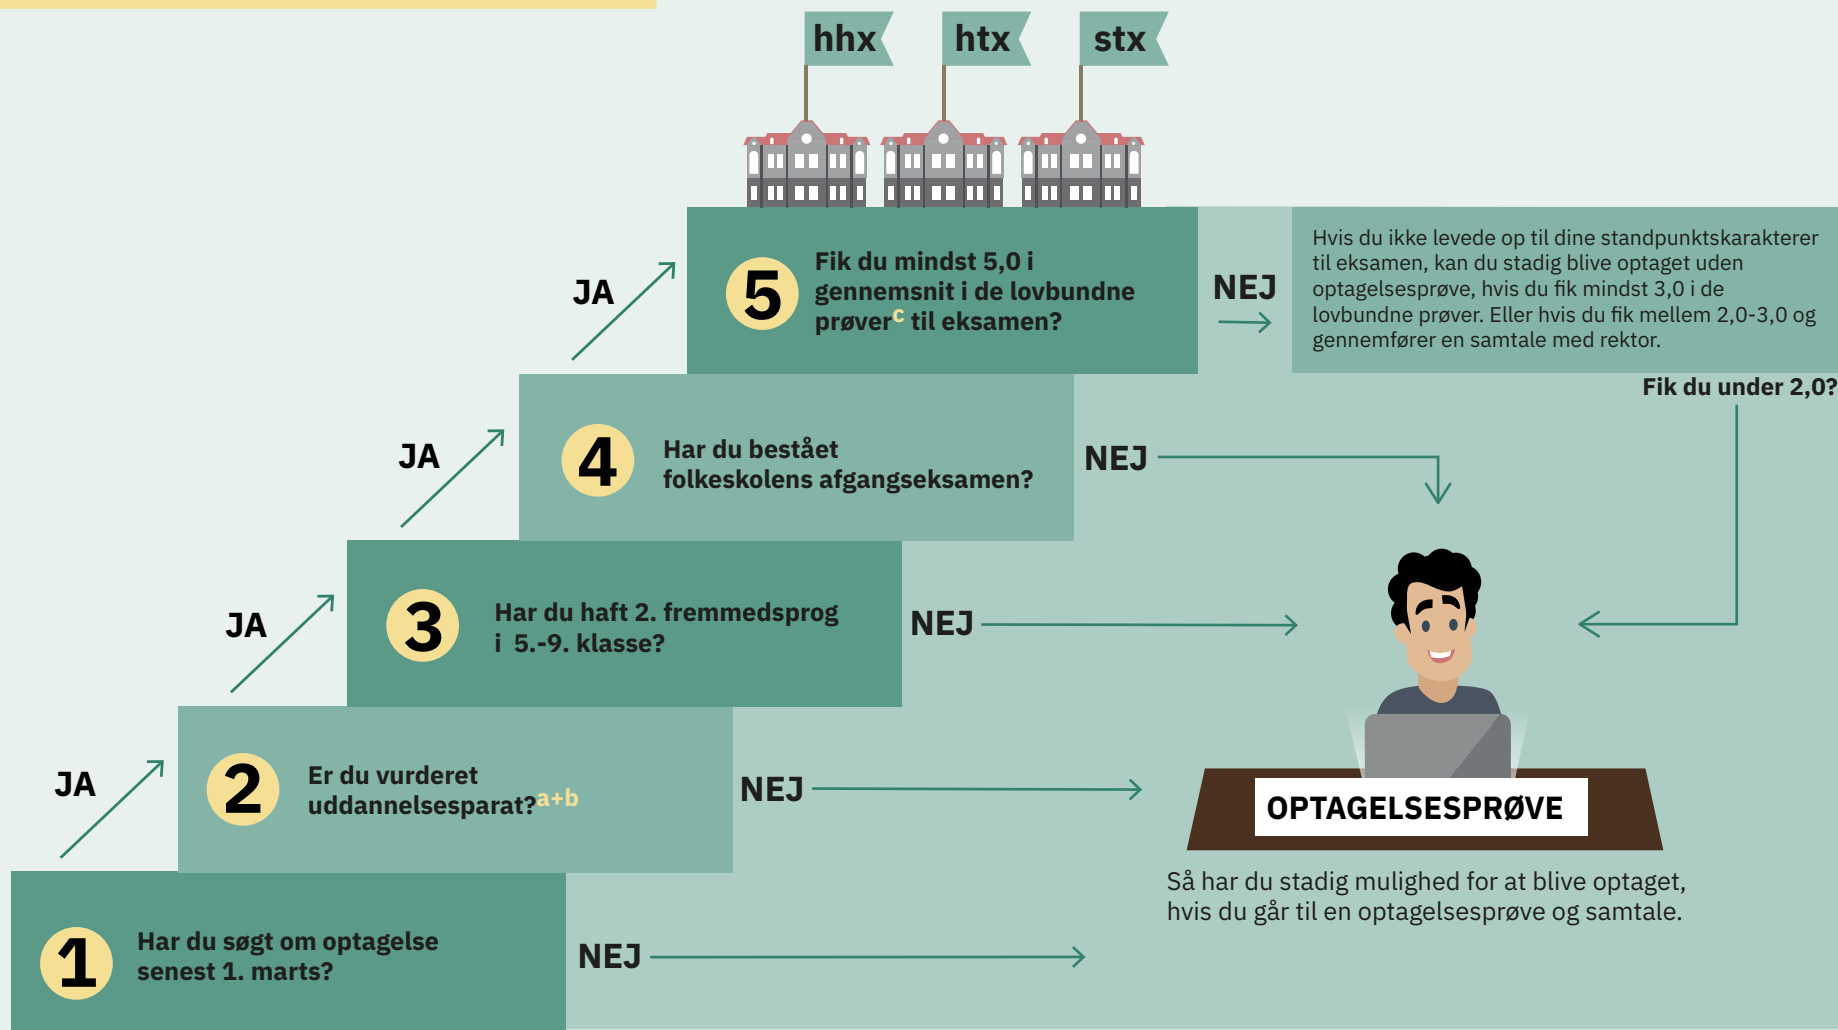 hhx
htx
stx
JA
5
Fik du mindst 5,0 i
gennemsnit i de lovbundne
prøverc til eksamen?
NEJ
Hvis du ikke levede op til dine standpunktskarakterer
til eksamen, kan du stadig blive optaget uden
optagelsesprøve, hvis du fik mindst 3,0 i de
lovbundne prøver. Eller hvis du fik mellem 2,0-3,0 og
gennemfører en samtale med rektor.
Fik du under 2,0?
JA
4
Har du bestået
folkeskolens afgangseksamen?
NEJ
JA
3
Har du haft 2. fremmedsprog
i 5.-9. klasse?
NEJ
JA
2
Er du vurderet
uddannelsesparat?a+b
NEJ
OPTAGELSESPRØVE
Så har du stadig mulighed for at blive optaget,
hvis du går til en optagelsesprøve og samtale.
1
Har du søgt om optagelse
senest 1. marts?
NEJ